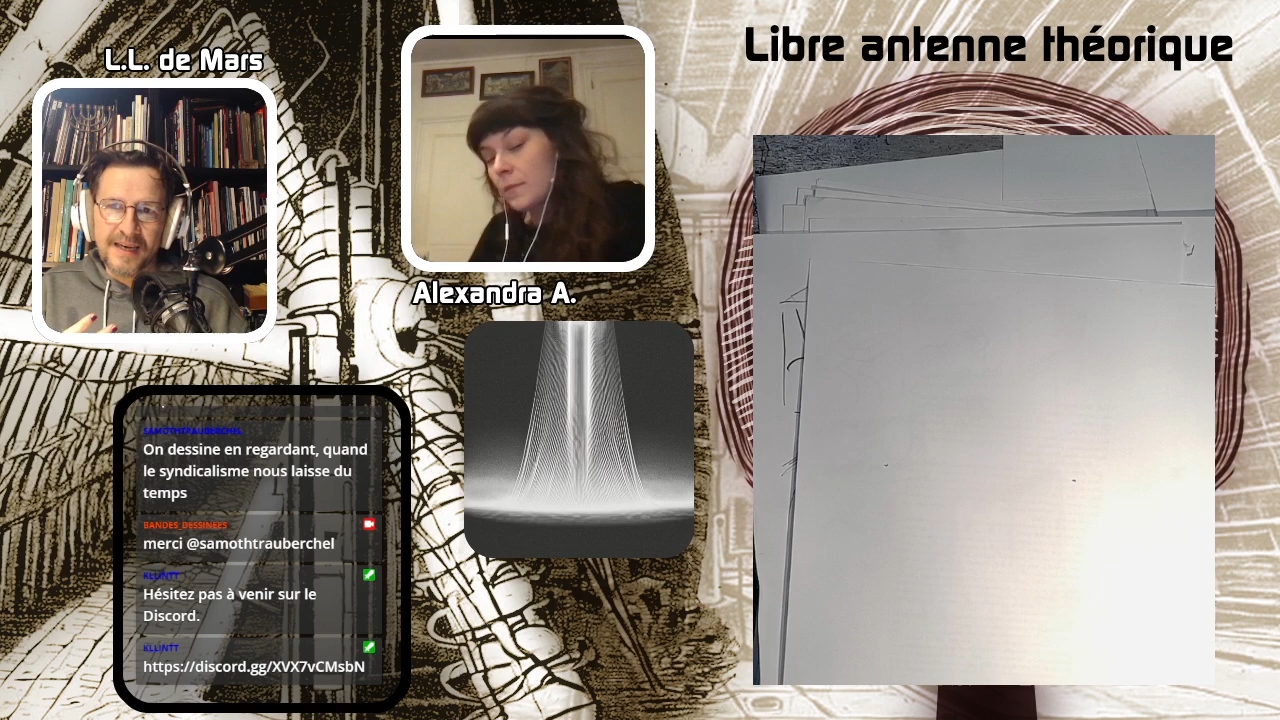 L.L. de Mars
Libre antenne théorique
Alexandra A.
SAMOTHTRAUBERCHEL
On dessine en regardant, quand
le syndicalisme nous laisse du
temps
BANDES_DESSINEES
merci @samothtrauberchel
KLLINTT
Hésitez pas à venir sur le
Discord.
KLLINTT
https://discord.gg/XVX7vCMsbN